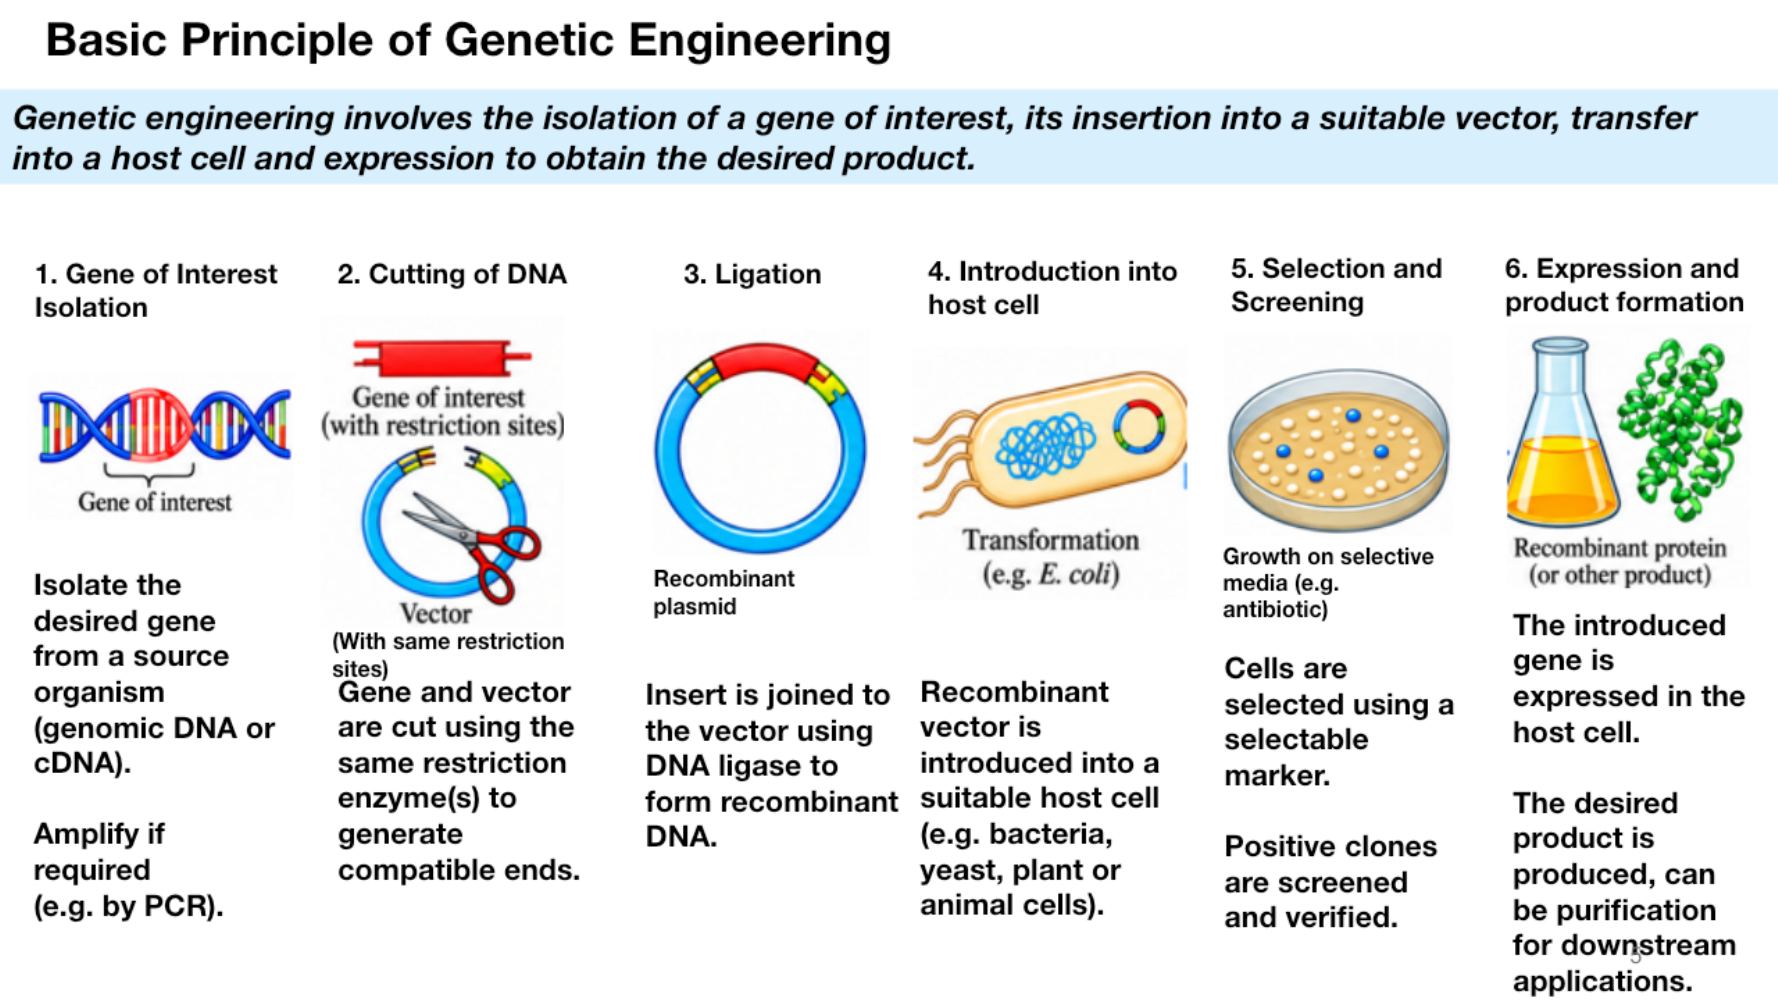 Basic Principle of Genetic Engineering
Genetic engineering involves the isolation of a gene of interest, its insertion into a suitable vector, transfer
into a host cell and expression to obtain the desired product.
1. Gene of Interest
Isolation
Gene of interest
Isolate the
desired gene
from a source
organism
(genomic DNA or
cDNA).
Amplify if
required
(e.g. by PCR).
2. Cutting of DNA
Gene of interest
(with restriction sites)
Vector
(With same restriction
sites)
Gene and vector
are cut using the
same restriction
enzyme(s) to
generate
compatible ends.
3. Ligation
Recombinant
plasmid
Insert is joined to
the vector using
DNA ligase to
form recombinant
DNA.
4. Introduction into
host cell
Transformation
(e.g. E. coli)
Recombinant
vector is
introduced into a
suitable host cell
(e.g. bacteria,
yeast, plant or
animal cells).
5. Selection and
Screening
Growth on selective
media (e.g.
antibiotic)
Cells are
selected using a
selectable
marker.
Positive clones
are screened
and verified.
6. Expression and
product formation
Recombinant protein
(or other product)
The introduced
gene is
expressed in the
host cell.
The desired
product is
produced, can
be purification
for downstream
applications.
5